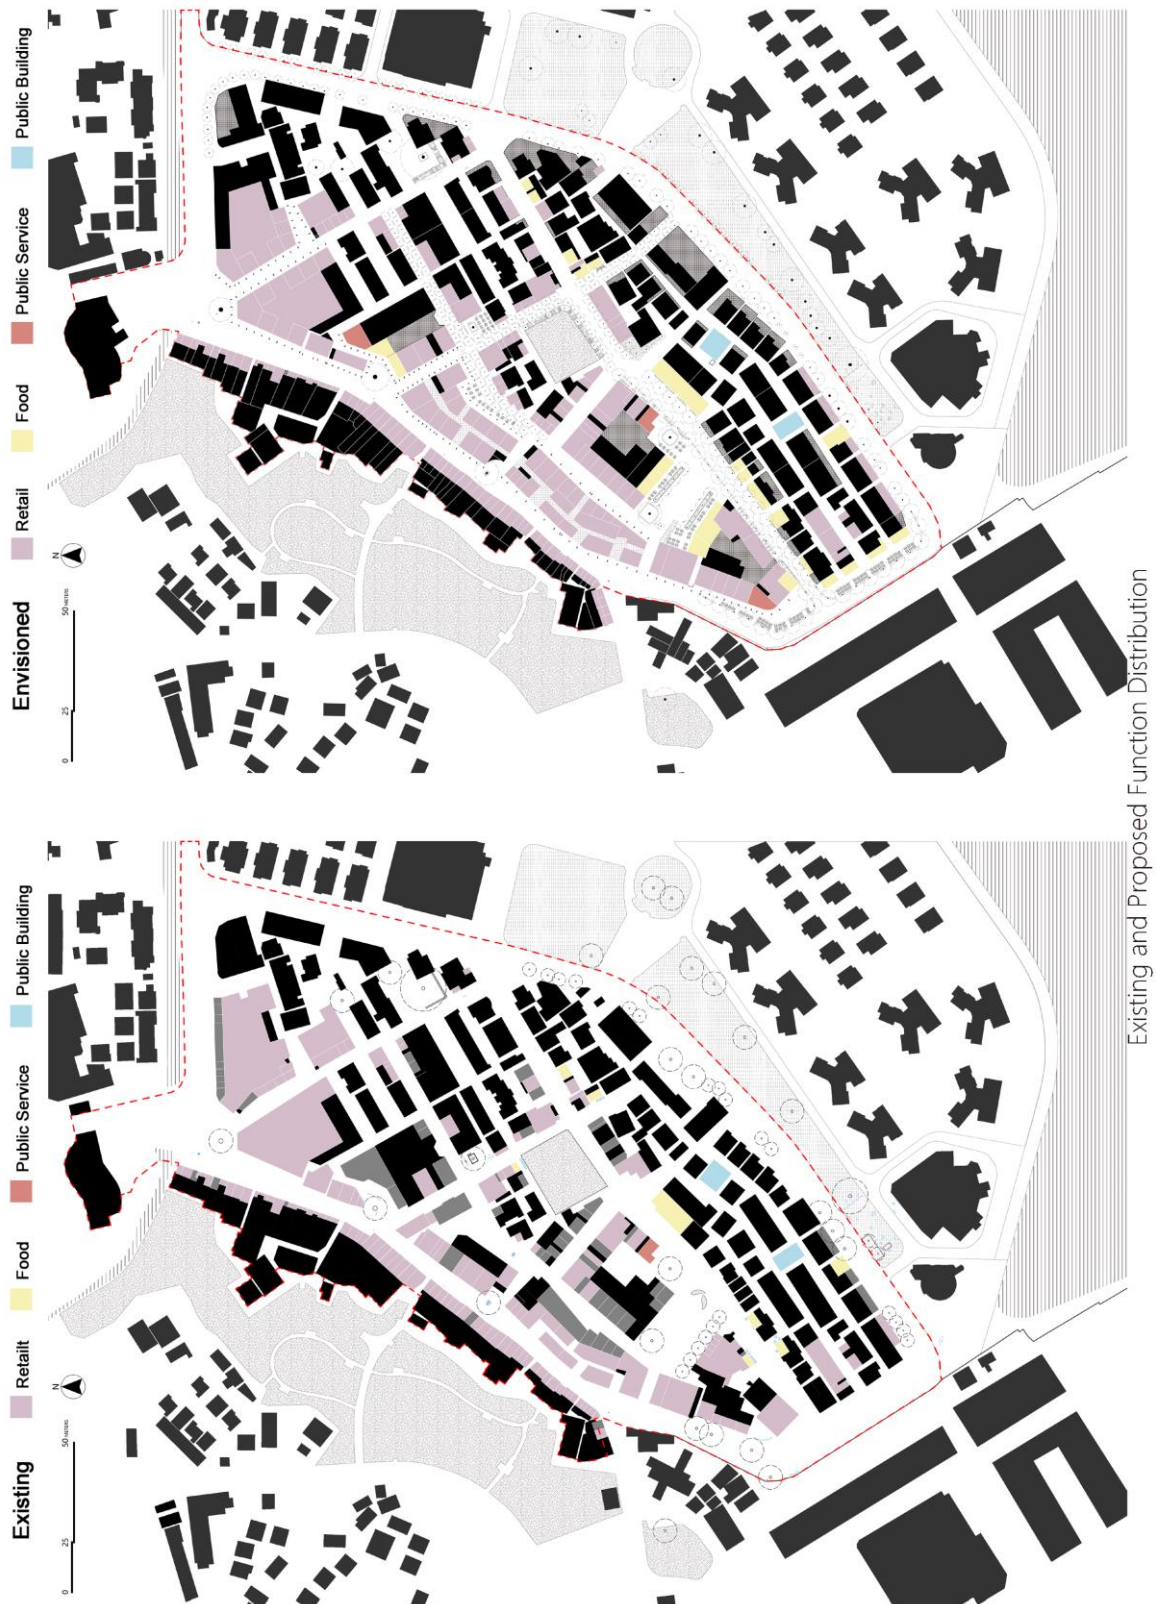 Existing
Retailt
Food
Public Service
Public Building
0
25
50 METERS
N
Envisioned
Retail
Food
Public Service
Public Building
0
25
50 METERS
N
Existing and Proposed Function Distribution